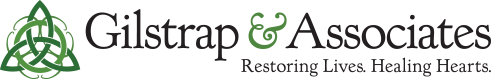 Gilstrap & Associates
Restoring Lives. Healing Hearts.